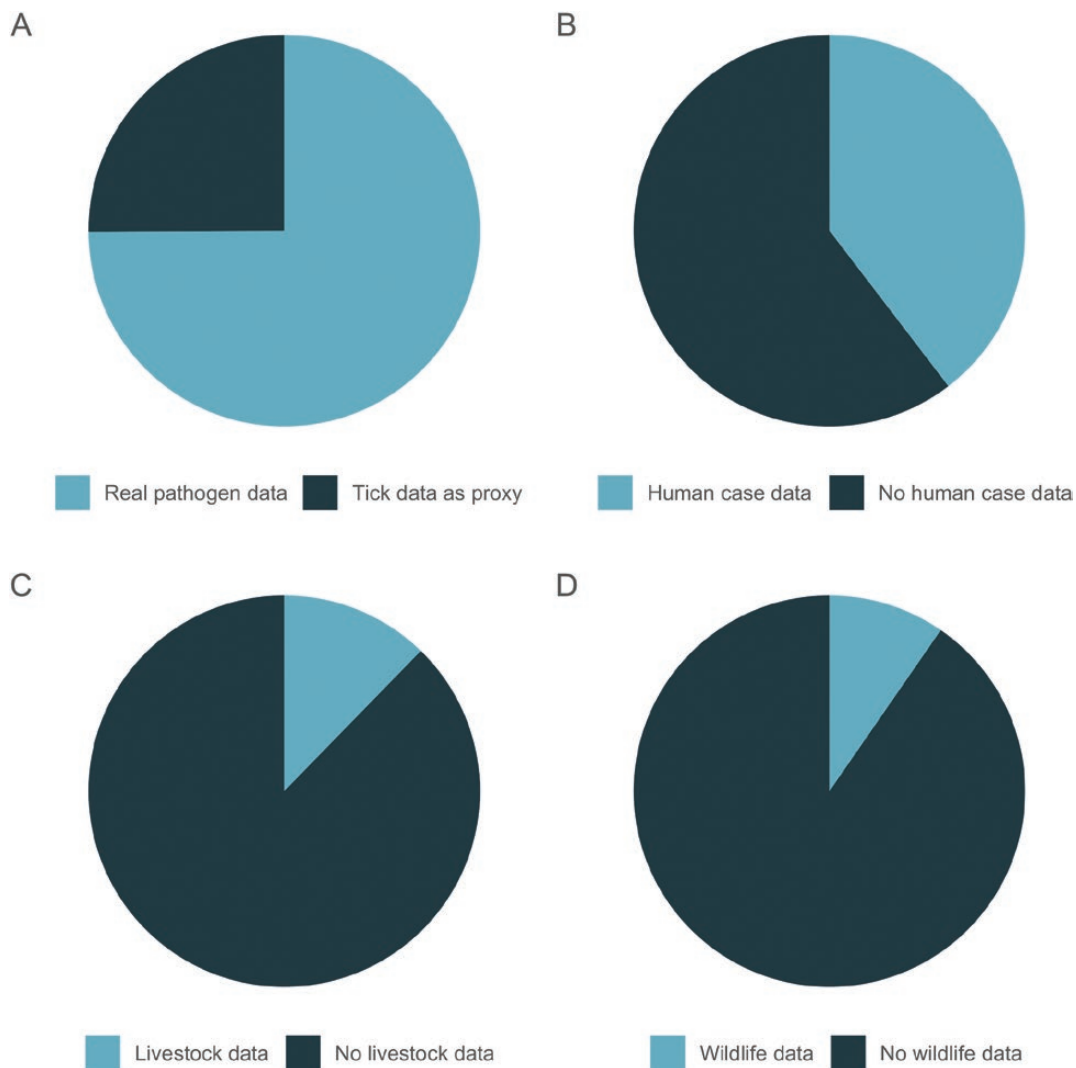 A
B
Real pathogen data Tick data as proxy
Human case data No human case data
C
D
Livestock data No livestock data
Wildlife data No wildlife data